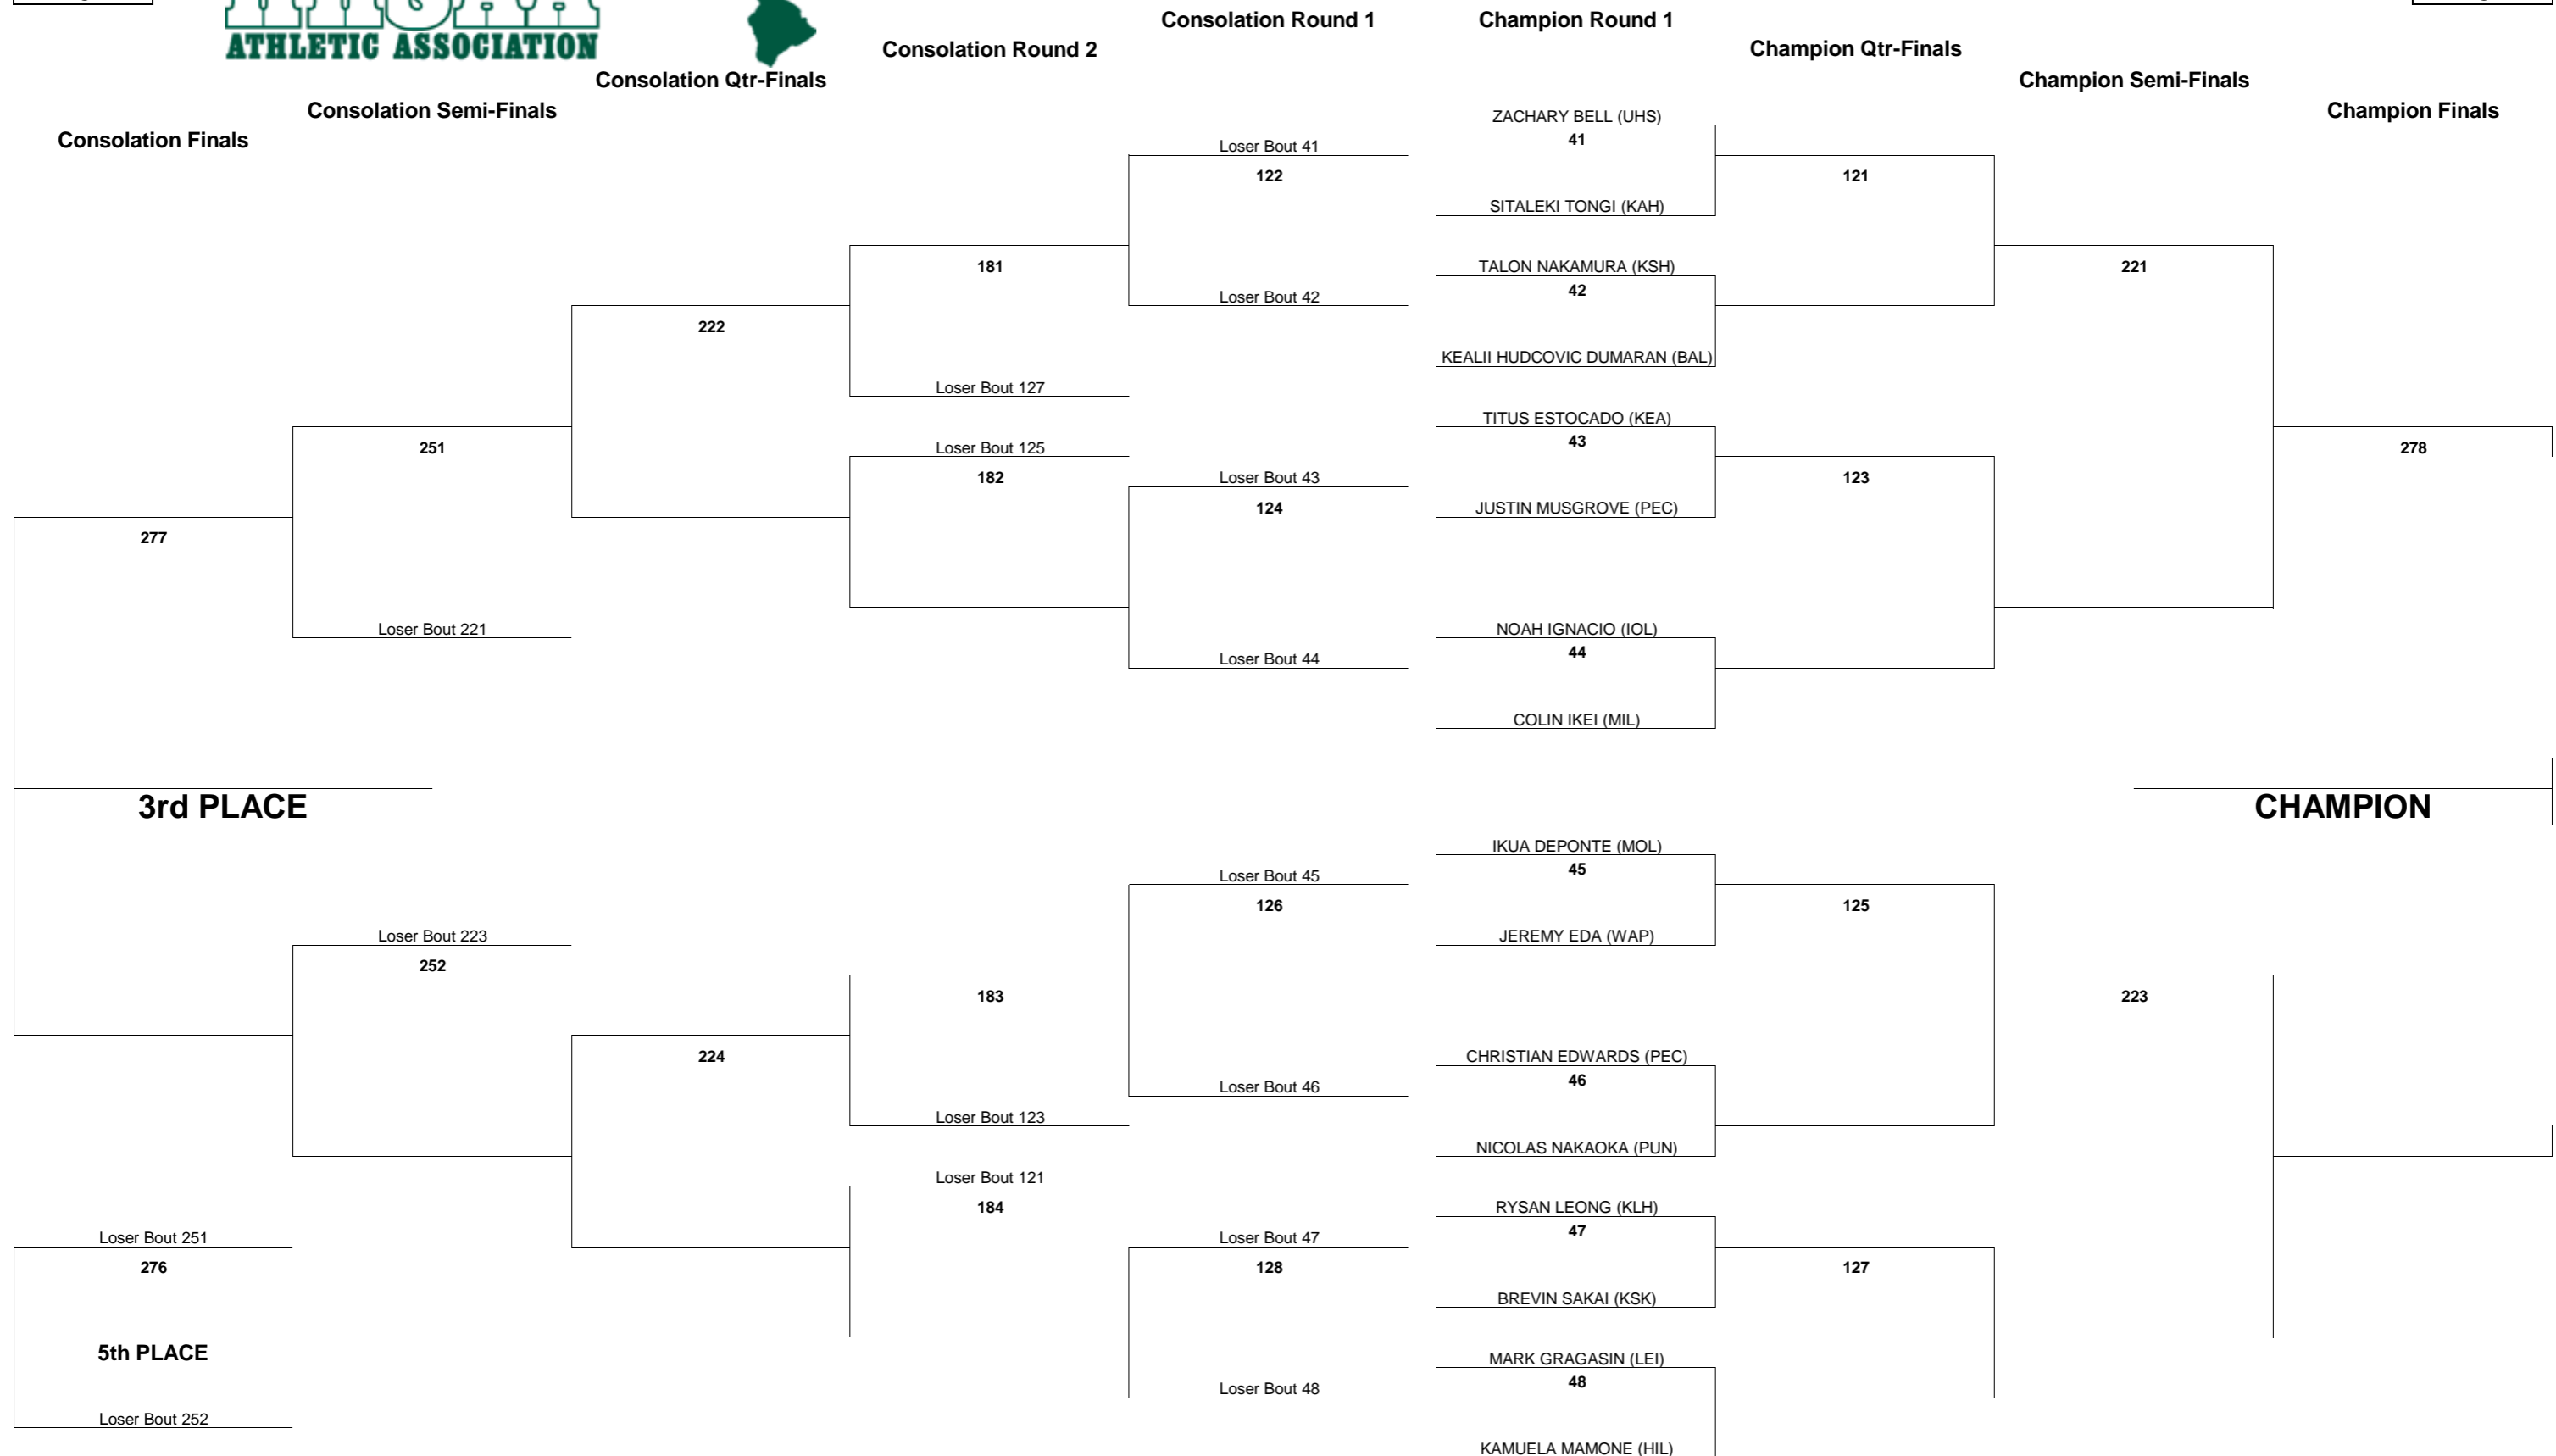 ATHLETIC ASSOCIATION
Consolation Round 1
Champion Round 1
Consolation Round 2
Champion Qtr-Finals
Consolation Qtr-Finals
Champion Semi-Finals
Consolation Semi-Finals
Champion Finals
Consolation Finals
ZACHARY BELL (UHS)
41
Loser Bout 41
122
121
SITALEKI TONGI (KAH)
181
TALON NAKAMURA (KSH)
221
42
Loser Bout 42
222
KEALII HUDCOVIC DUMARAN (BAL)
Loser Bout 127
TITUS ESTOCADO (KEA)
43
251
Loser Bout 125
278
182
Loser Bout 43
123
124
JUSTIN MUSGROVE (PEC)
277
Loser Bout 221
NOAH IGNACIO (IOL)
44
Loser Bout 44
COLIN IKEI (MIL)
3rd PLACE
CHAMPION
IKUA DEPONTE (MOL)
45
Loser Bout 45
126
125
Loser Bout 223
JEREMY EDA (WAP)
252
183
223
224
CHRISTIAN EDWARDS (PEC)
46
Loser Bout 46
Loser Bout 123
NICOLAS NAKAOKA (PUN)
Loser Bout 121
184
RYSAN LEONG (KLH)
47
Loser Bout 251
Loser Bout 47
276
128
127
BREVIN SAKAI (KSK)
5th PLACE
MARK GRAGASIN (LEI)
48
Loser Bout 48
Loser Bout 252
KAMUELA MAMONE (HIL)